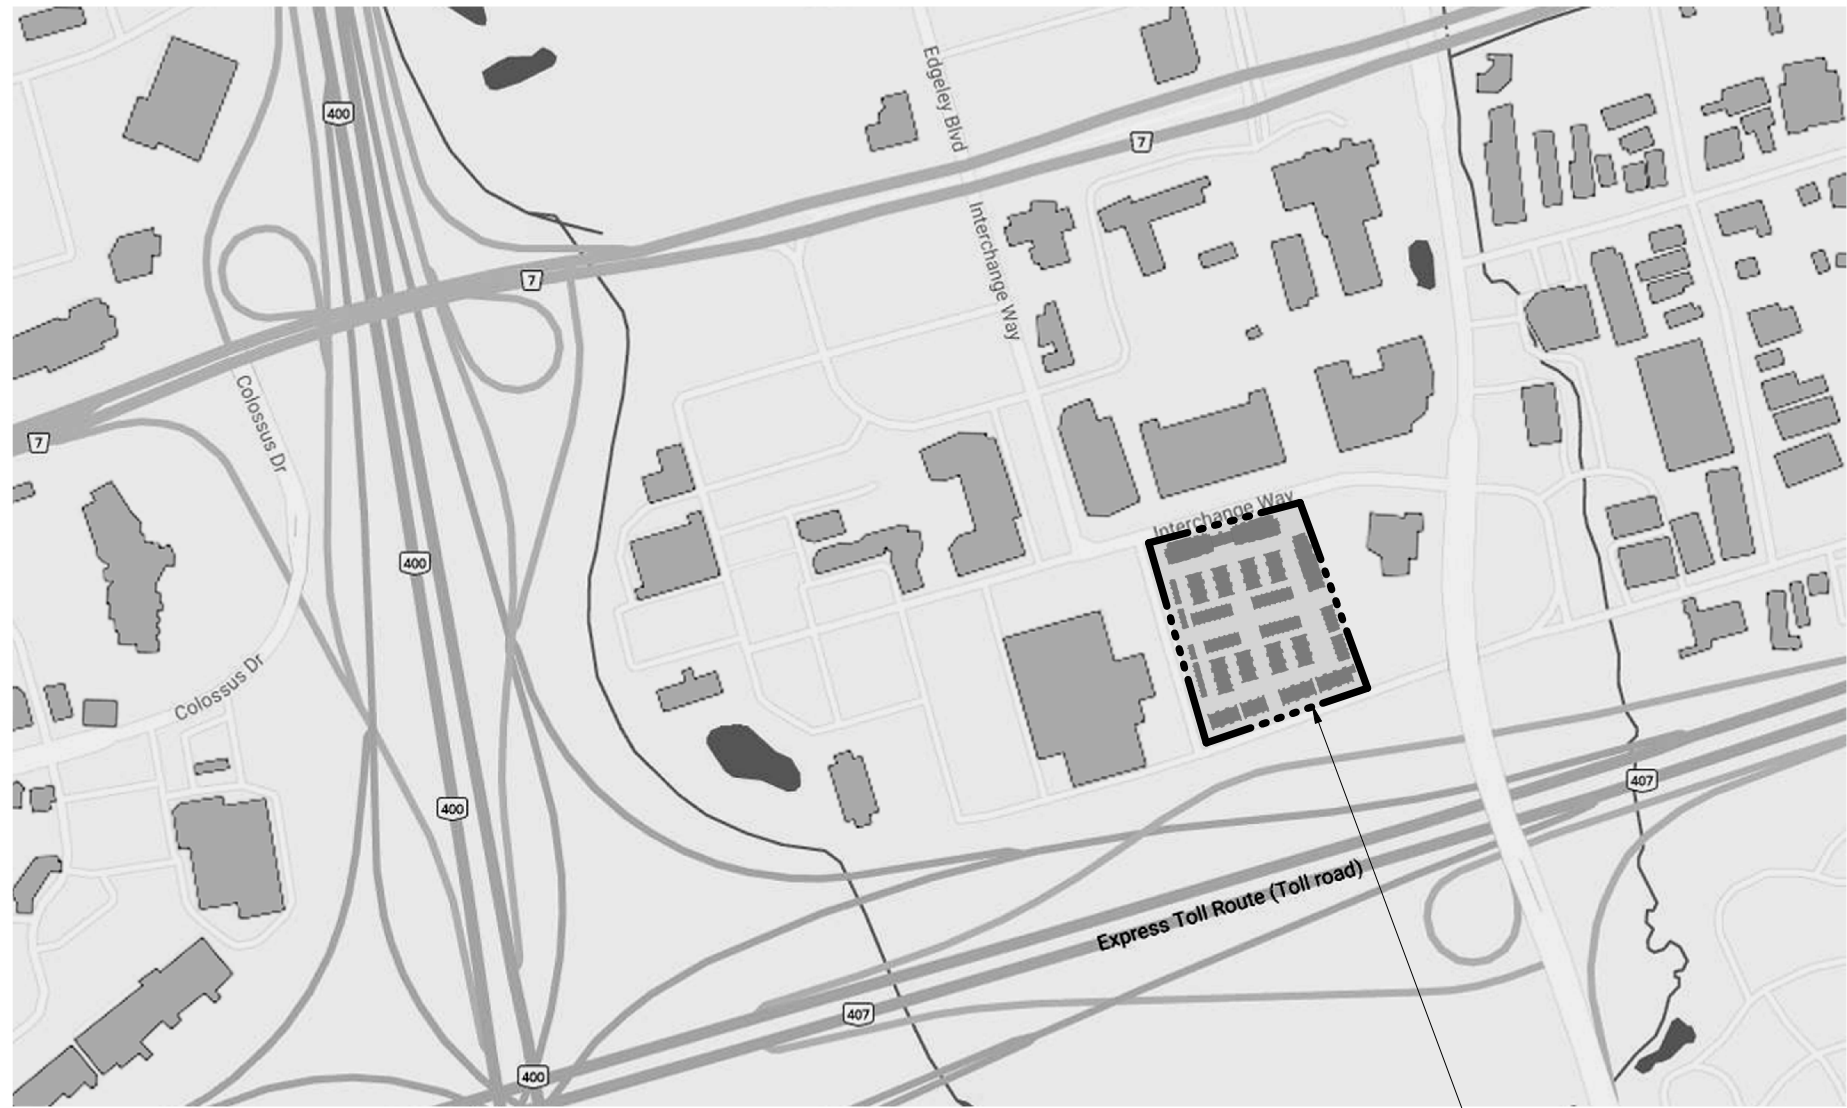 400
Edgeley Blvd
7
Interchange Way
7
Colossus Dr
7
Interchange Way
400
Colossus Dr
407
400
Express Toll Route (Toll road)
407
400